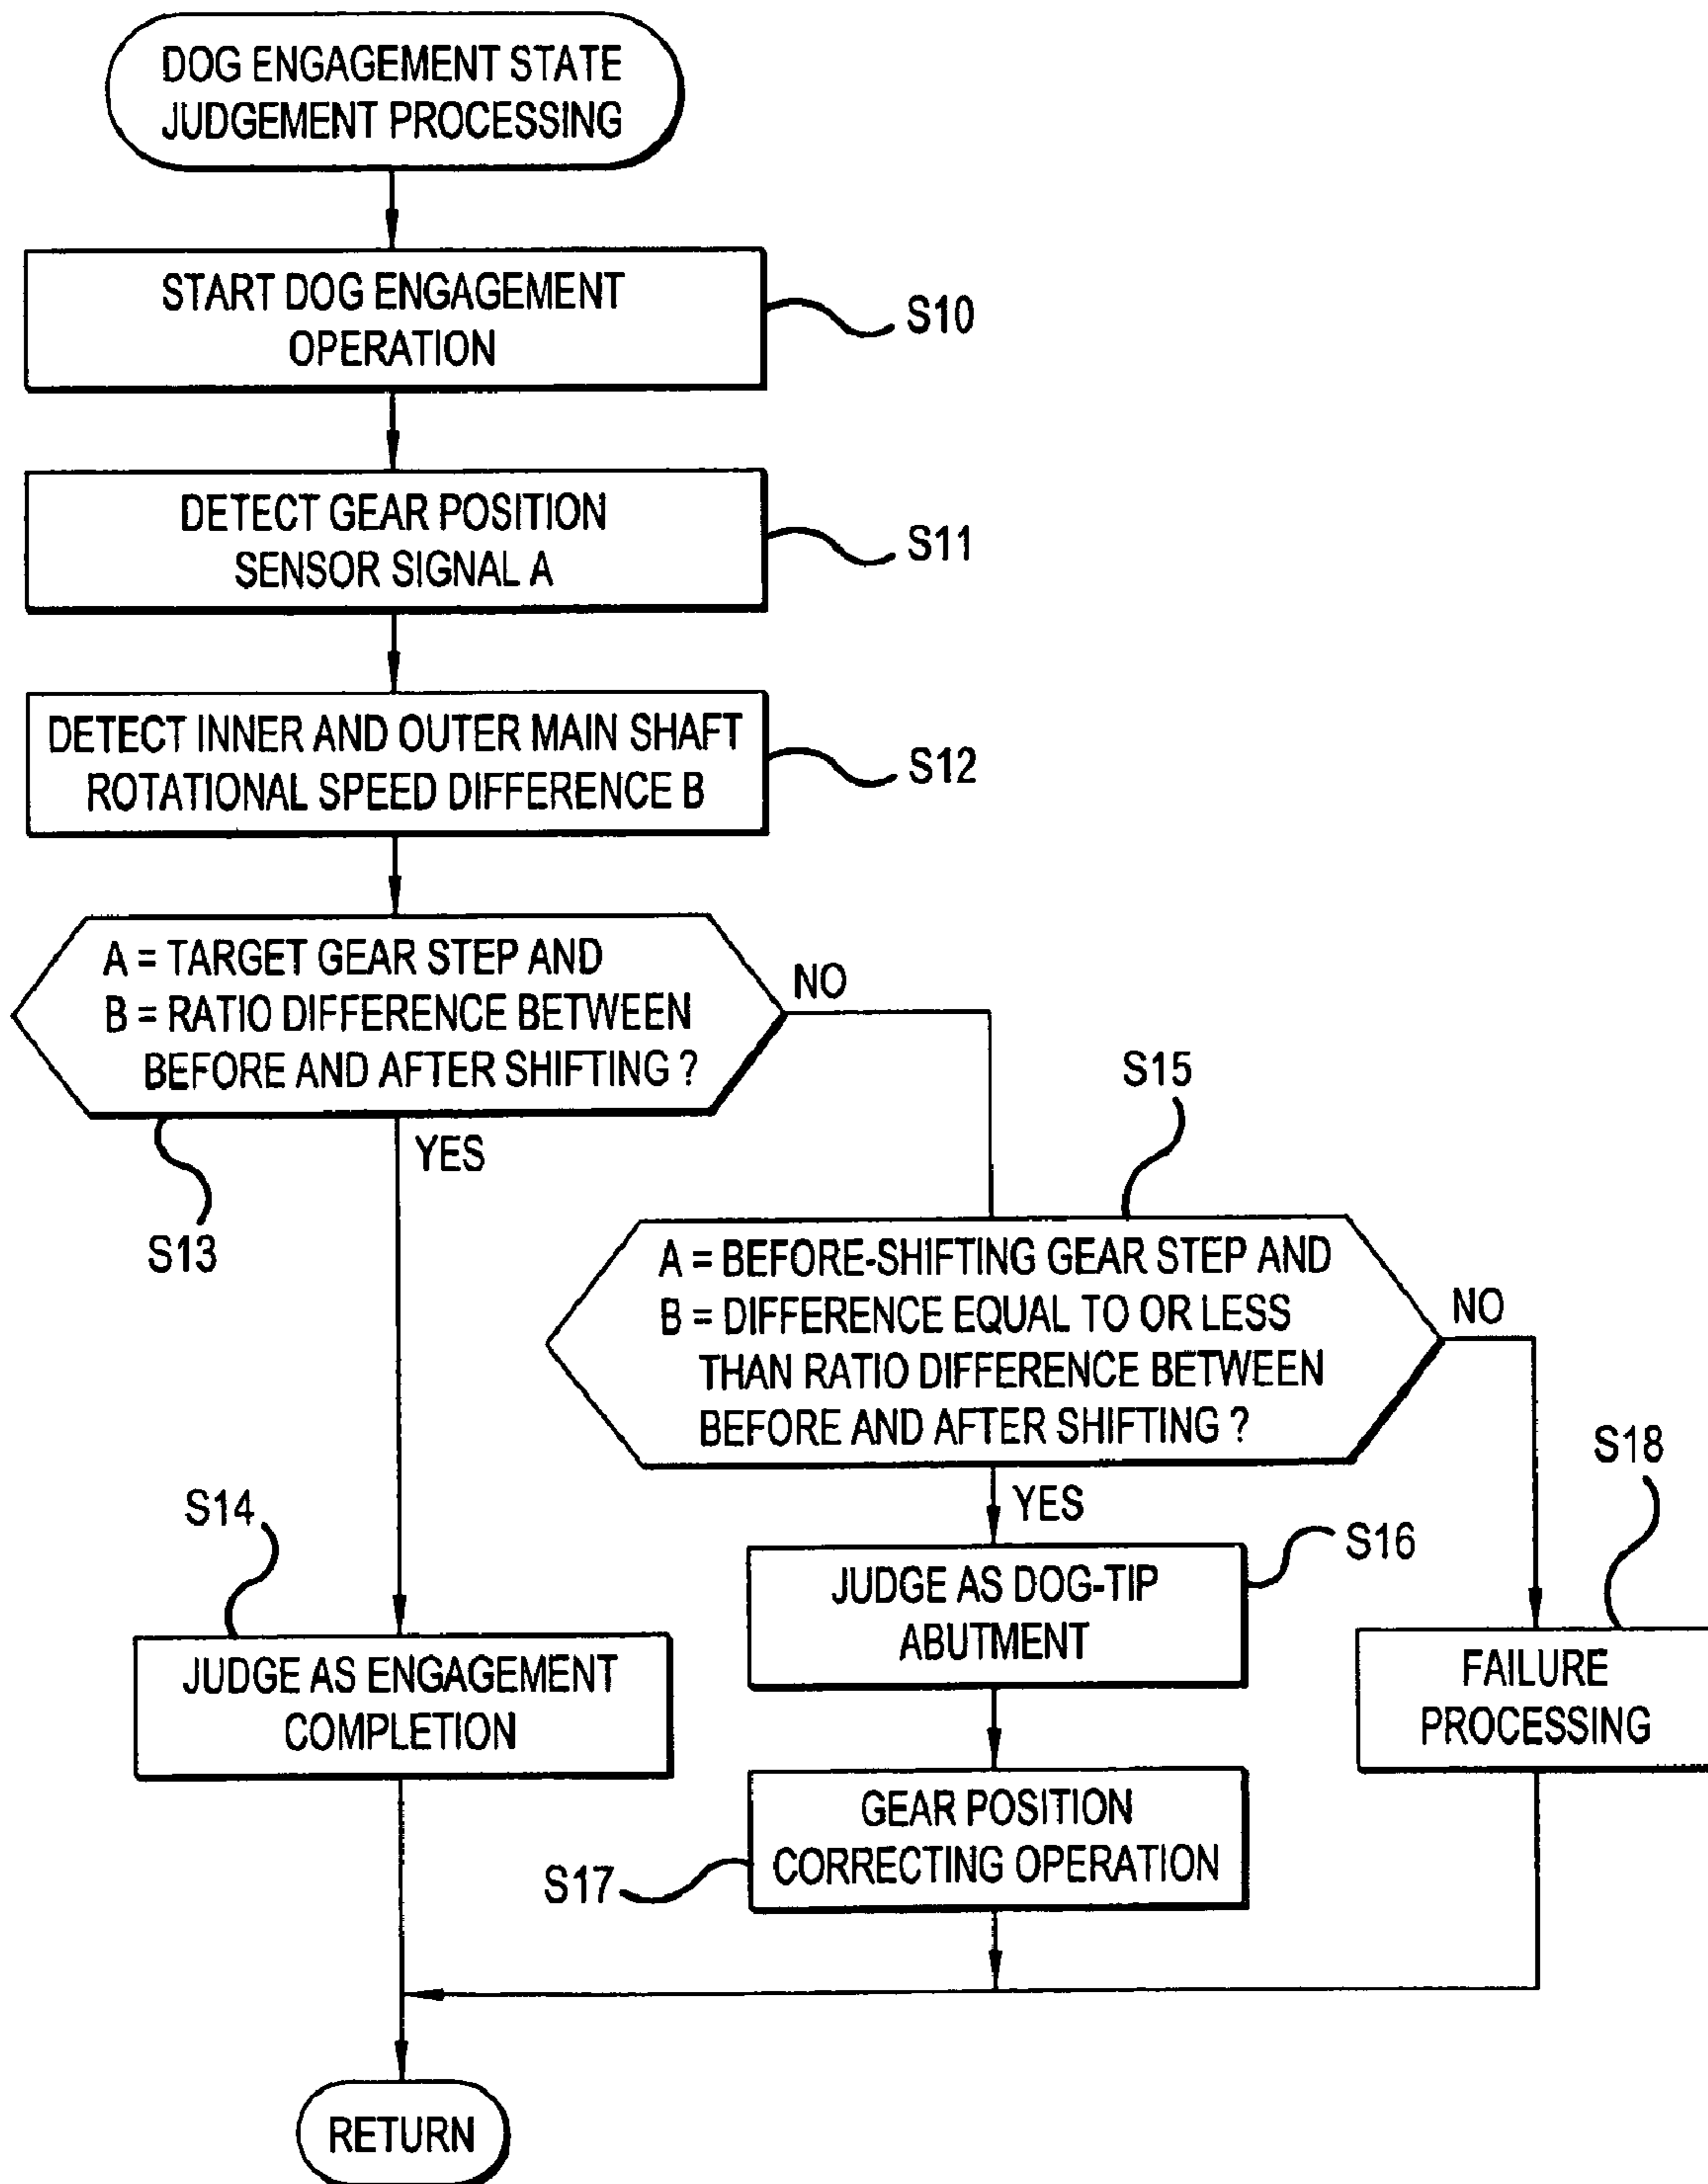 DOG ENGAGEMENT STATE
JUDGEMENT PROCESSING
START DOG ENGAGEMENT
OPERATION
S10
DETECT GEAR POSITION
SENSOR SIGNAL A
S11
DETECT INNER AND OUTER MAIN SHAFT
ROTATIONAL SPEED DIFFERENCE B
S12
A = TARGET GEAR STEP AND
B = RATIO DIFFERENCE BETWEEN
BEFORE AND AFTER SHIFTING ?
NO
YES
S13
S15
A = BEFORE-SHIFTING GEAR STEP AND
B = DIFFERENCE EQUAL TO OR LESS
THAN RATIO DIFFERENCE BETWEEN
BEFORE AND AFTER SHIFTING ?
NO
YES
S14
JUDGE AS ENGAGEMENT
COMPLETION
S16
JUDGE AS DOG-TIP
ABUTMENT
S18
FAILURE
PROCESSING
GEAR POSITION
CORRECTING OPERATION
S17
RETURN